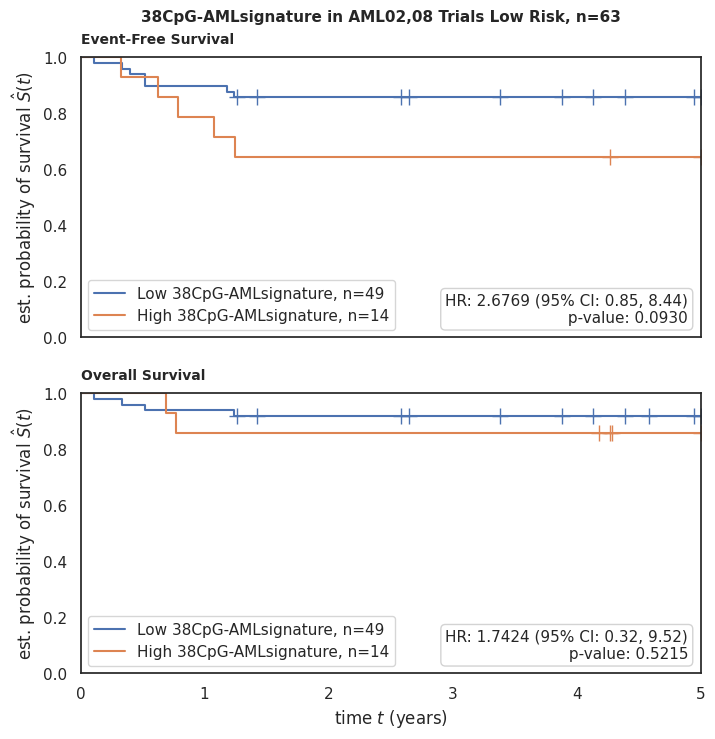 38CpG-AMLsignature in AML02,08 Trials Low Risk, n=63
Event-Free Survival
est. probability of survival Ŝ(t)
1.0
0.8
0.6
0.4
0.2
0.0
Low 38CpG-AMLsignature, n=49
High 38CpG-AMLsignature, n=14
HR: 2.6769 (95% CI: 0.85, 8.44)
p-value: 0.0930
Overall Survival
est. probability of survival Ŝ(t)
1.0
0.8
0.6
0.4
0.2
0.0
Low 38CpG-AMLsignature, n=49
High 38CpG-AMLsignature, n=14
HR: 1.7424 (95% CI: 0.32, 9.52)
p-value: 0.5215
0 1 2 3 4 5
time t (years)